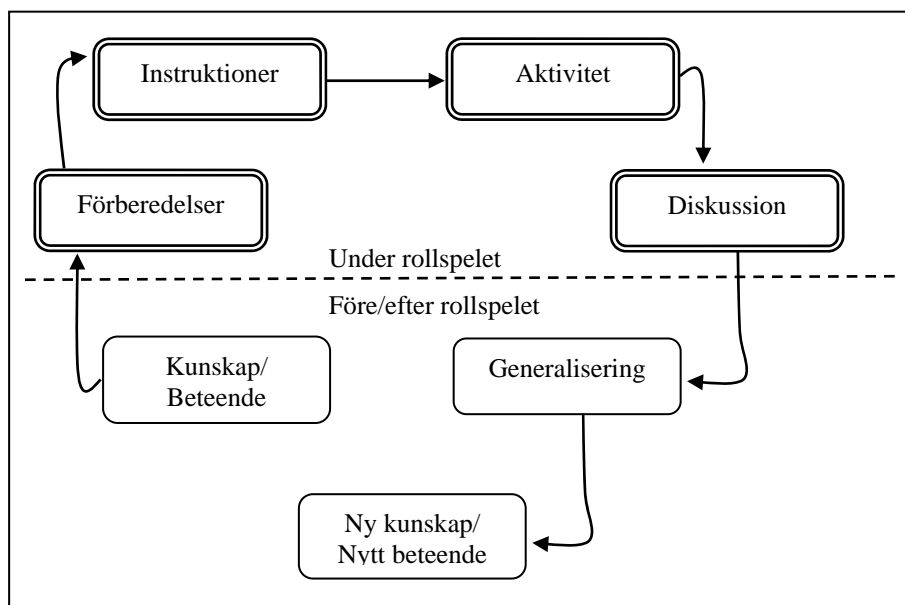 Instruktioner
Aktivitet
Förberedelser
Diskussion
Under rollspelet
Före/efter rollspelet
Kunskap/
Beteende
Generalisering
Ny kunskap/
Nytt beteende